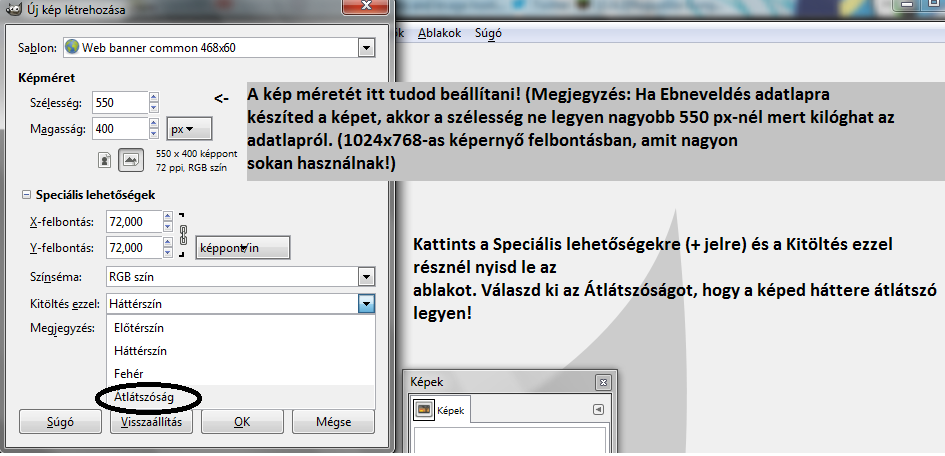 Új kép létrehozása
Ablakok Súgó
Sablon: Web banner common 468x60
Képméret
Szélesség: 550
Magasság: 400 px
550 x 400 képpont
72 ppi, RGB szín
<- A kép méretét itt tudod beállítani! (Megjegyzés: Ha Ebneveldés adatlapra
készíted a képet, akkor a szélesség ne legyen nagyobb 550 px-nél mert kilóghat az
adatlapról. (1024x768-as képernyő felbontásban, amit nagyon
sokan használnak!)
Speciális lehetőségek
X-felbontás: 72,000
Y-felbontás: 72,000 képpont/in
Színséma: RGB szín
Kitöltés ezzel: Háttérszín
Kattints a Speciális lehetőségekre (+ jelre) és a Kitöltés ezzel
résznél nyisd le az
ablakot. Válaszd ki az Átlátszóságot, hogy a képed háttere átlátszó
legyen!
Megjegyzés:
Előtérszín
Háttérszín
Fehér
Átlátszóság
Súgó Visszaállítás OK Mégse
Képek
Képek